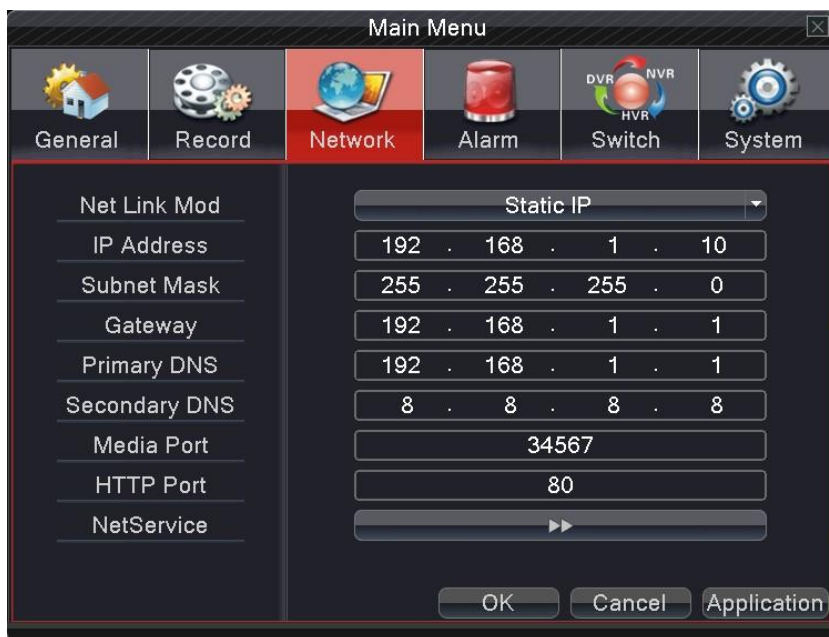 Main Menu
DVR NVR
HVR
General Record Network Alarm Switch System
Net Link Mod Static IP
IP Address 192 . 168 . 1 . 10
Subnet Mask 255 . 255 . 255 . 0
Gateway 192 . 168 . 1 . 1
Primary DNS 192 . 168 . 1 . 1
Secondary DNS 8 . 8 . 8 . 8
Media Port 34567
HTTP Port 80
NetService
OK Cancel Application